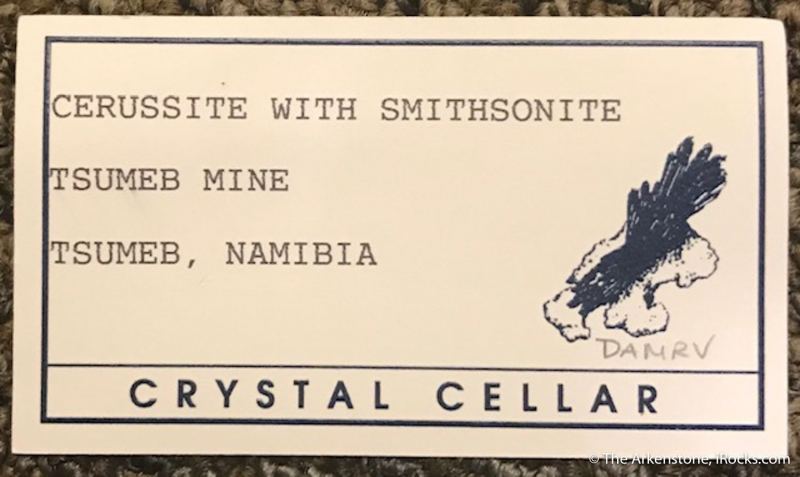 CERUSSITE WITH SMITHSONITE
TSUMEB MINE
TSUMEB, NAMIBIA
DAMRV
CRYSTAL CELLAR
© The Arkenstone, iRocks.com